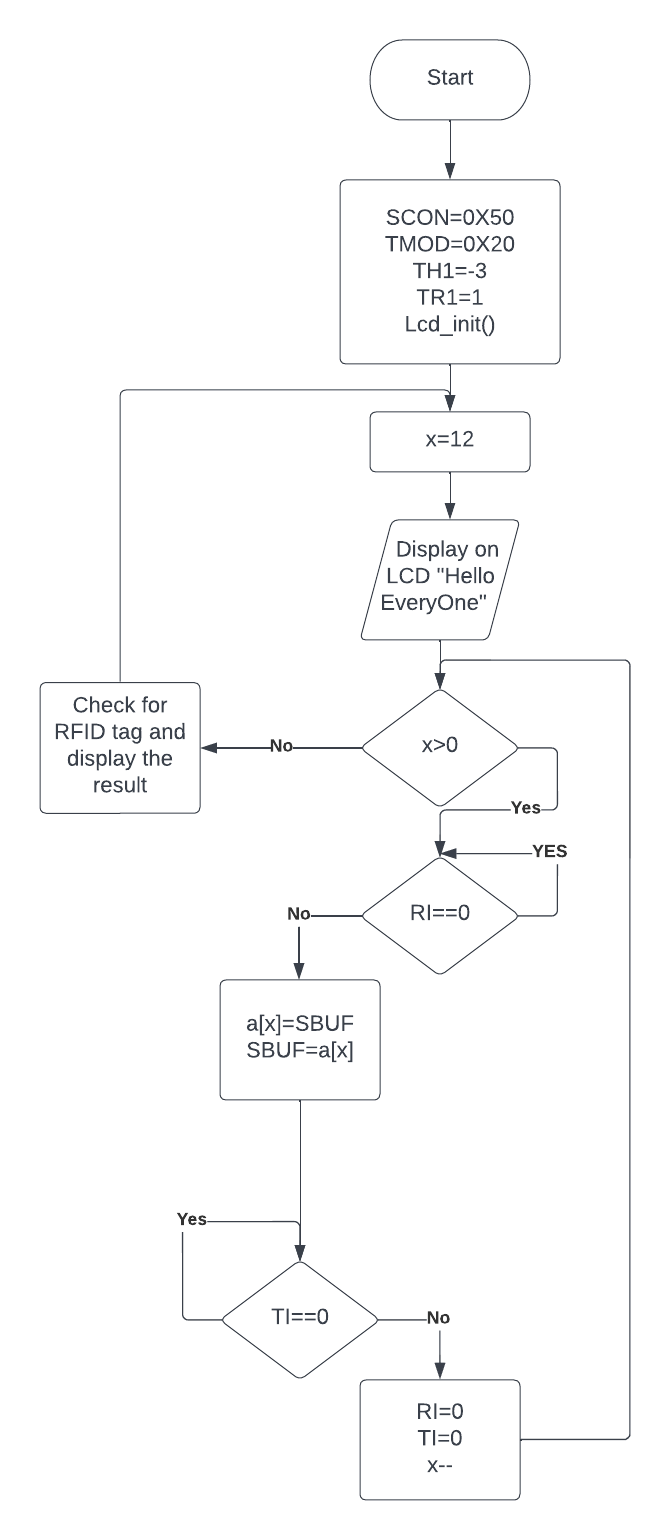 Start
SCON=0X50
TMOD=0X20
TH1=-3
TR1=1
Lcd_init()
x=12
Display on
LCD "Hello
EveryOne"
x>0
No
Check for
RFID tag and
display the
result
Yes
YES
RI==0
No
a[x]=SBUF
SBUF=a[x]
Yes
TI==0
No
RI=0
TI=0
x--